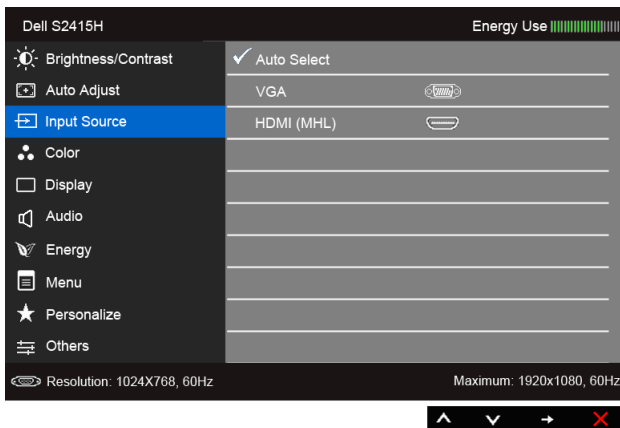 Dell S2415H Energy Use
Brightness/Contrast Auto Select
Auto Adjust VGA
Input Source HDMI (MHL)
Color
Display
Audio
Energy
Menu
Personalize
Others
Resolution: 1024X768, 60Hz Maximum: 1920x1080, 60Hz